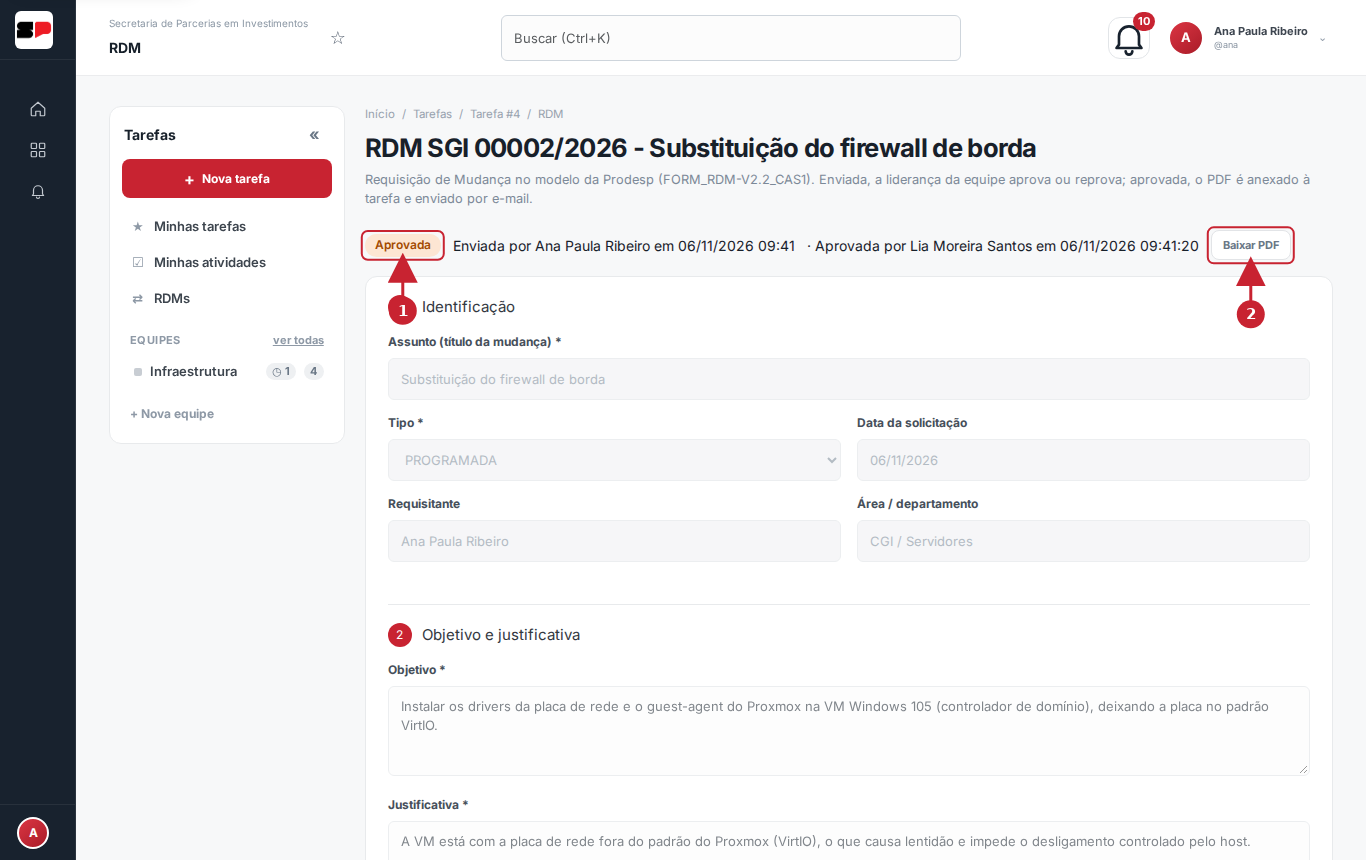 Secretaria de Parcerias em Investimentos
RDM
☆
Buscar (Ctrl+K)
10
A
Ana Paula Ribeiro
@ana
Tarefas
«
+ Nova tarefa
★ Minhas tarefas
☑ Minhas atividades
⇄ RDMs
EQUIPES
ver todas
Infraestrutura
◷ 1
4
+ Nova equipe
A
Início / Tarefas / Tarefa #4 / RDM
RDM SGI 00002/2026 - Substituição do firewall de borda
Requisição de Mudança no modelo da Prodesp (FORM_RDM-V2.2_CAS1). Enviada, a liderança da equipe aprova ou reprova; aprovada, o PDF é anexado à
tarefa e enviado por e-mail.
Aprovada
Enviada por Ana Paula Ribeiro em 06/11/2026 09:41 · Aprovada por Lia Moreira Santos em 06/11/2026 09:41:20
Baixar PDF
1
2
Identificação
Assunto (título da mudança) *
Substituição do firewall de borda
Tipo *
Data da solicitação
PROGRAMADA
06/11/2026
Requisitante
Área / departamento
Ana Paula Ribeiro
CGI / Servidores
2 Objetivo e justificativa
Objetivo *
Instalar os drivers da placa de rede e o guest-agent do Proxmox na VM Windows 105 (controlador de domínio), deixando a placa no padrão
VirtIO.
Justificativa *
A VM está com a placa de rede fora do padrão do Proxmox (VirtIO), o que causa lentidão e impede o desligamento controlado pelo host.